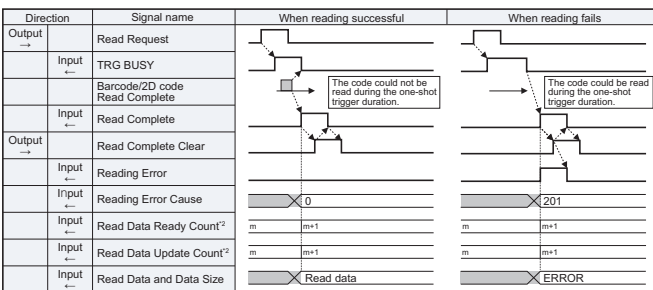 Direction Signal name When reading successful When reading fails
Output → Read Request
Input ← TRG BUSY
Barcode/2D code
Read Complete
The code could not be
read during the one-shot
trigger duration.
The code could be read
during the one-shot
trigger duration.
Input ← Read Complete
Output → Read Complete Clear
Input ← Reading Error
Input ← Reading Error Cause 0 201
Input ← Read Data Ready Count*2 m m+1 m m+1
Input ← Read Data Update Count*2 m m+1 m m+1
Input ← Read Data and Data Size Read data ERROR